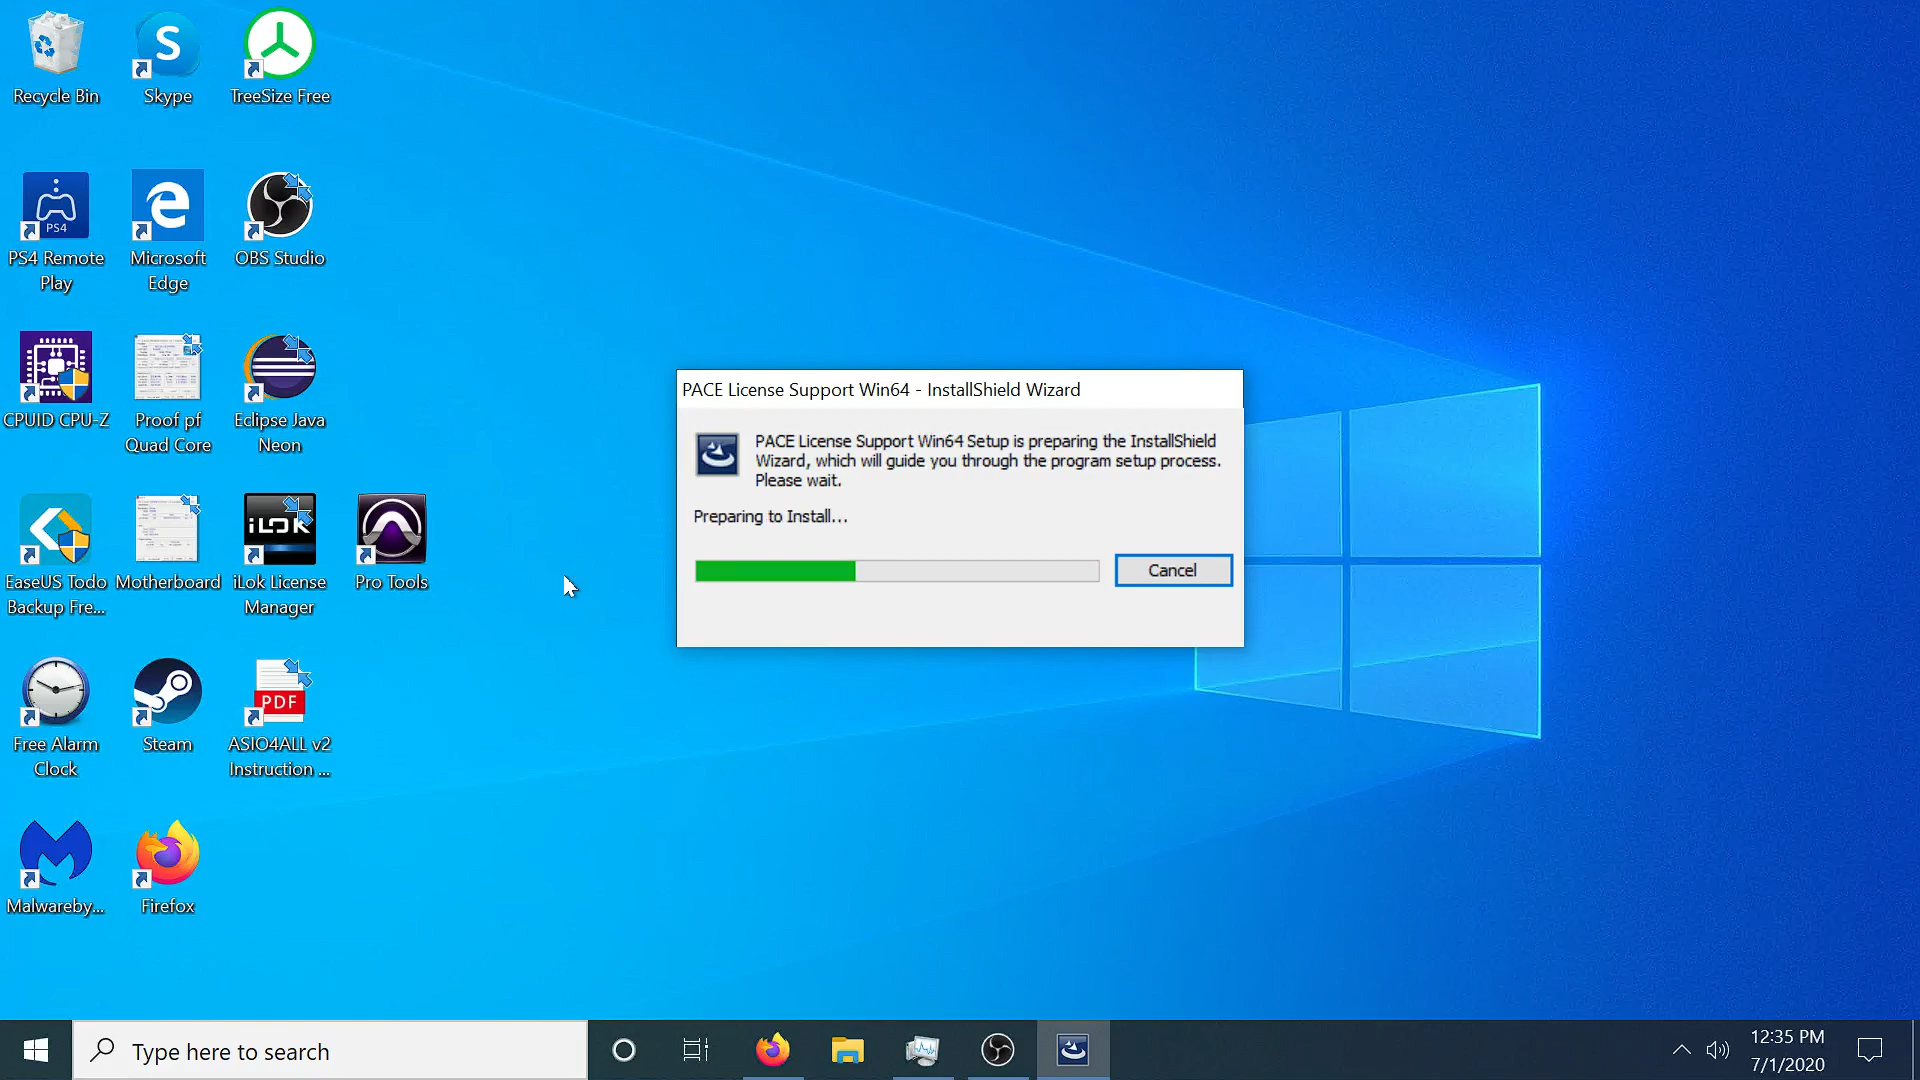 Recycle Bin
Skype
TreeSize Free
PS4
PS4 Remote
Play
Microsoft
Edge
OBS Studio
CPUID CPU-Z
Proof pf
Quad Core
Eclipse Java
Neon
EaseUS Todo
Backup Fre...
Motherboard
iLOK
iLok License
Manager
Pro Tools
Free Alarm
Clock
Steam
PDF
ASIO4ALL v2
Instruction ...
Malwareby...
Firefox
PACE License Support Win64 - InstallShield Wizard
PACE License Support Win64 Setup is preparing the InstallShield
Wizard, which will guide you through the program setup process.
Please wait.
Preparing to Install...
Cancel
Type here to search
12:35 PM
7/1/2020